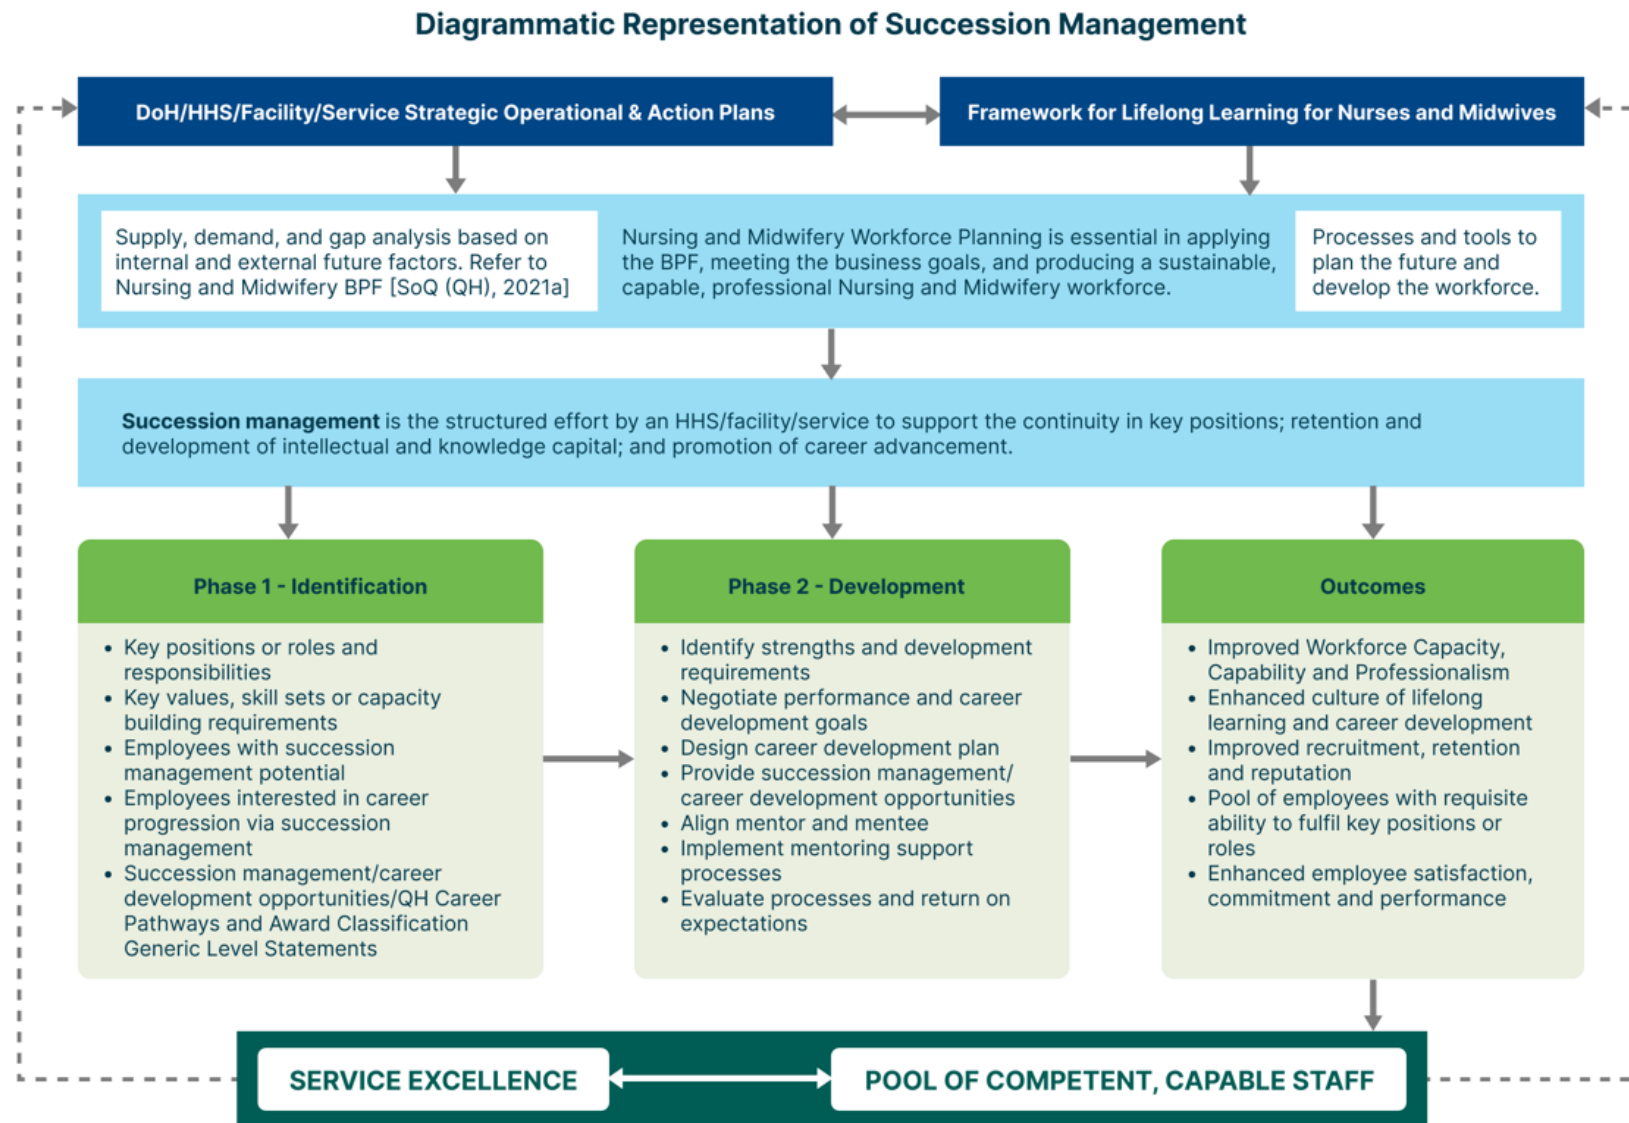 Diagrammatic Representation of Succession Management
DoH/HHS/Facility/Service Strategic Operational & Action Plans
Framework for Lifelong Learning for Nurses and Midwives
Supply, demand, and gap analysis based on
internal and external future factors. Refer to
Nursing and Midwifery BPF [SoQ (QH), 2021a]
Nursing and Midwifery Workforce Planning is essential in applying
the BPF, meeting the business goals, and producing a sustainable,
capable, professional Nursing and Midwifery workforce.
Processes and tools to
plan the future and
develop the workforce.
Succession management is the structured effort by an HHS/facility/service to support the continuity in key positions; retention and
development of intellectual and knowledge capital; and promotion of career advancement.
Phase 1 - Identification
• Key positions or roles and
responsibilities
• Key values, skill sets or capacity
building requirements
• Employees with succession
management potential
• Employees interested in career
progression via succession
management
• Succession management/career
development opportunities/QH Career
Pathways and Award Classification
Generic Level Statements
Phase 2 - Development
• Identify strengths and development
requirements
• Negotiate performance and career
development goals
• Design career development plan
• Provide succession management/
career development opportunities
• Align mentor and mentee
• Implement mentoring support
processes
• Evaluate processes and return on
expectations
Outcomes
• Improved Workforce Capacity,
Capability and Professionalism
• Enhanced culture of lifelong
learning and career development
• Improved recruitment, retention
and reputation
• Pool of employees with requisite
ability to fulfil key positions or
roles
• Enhanced employee satisfaction,
commitment and performance
SERVICE EXCELLENCE
POOL OF COMPETENT, CAPABLE STAFF